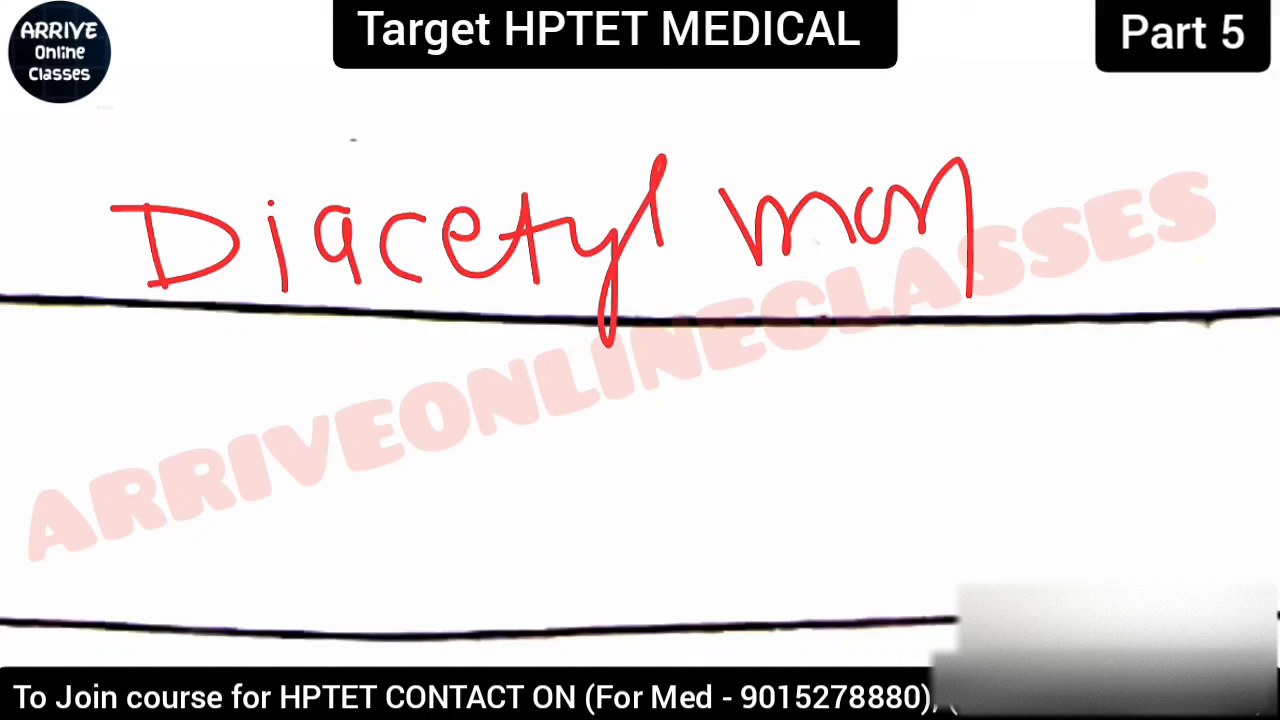 ARRIVE
Online
Classes
Target HPTET MEDICAL
Part 5
Diacetyl mor
ARRIVEONLINECLASSES
To Join course for HPTET CONTACT ON (For Med - 9015278880), (